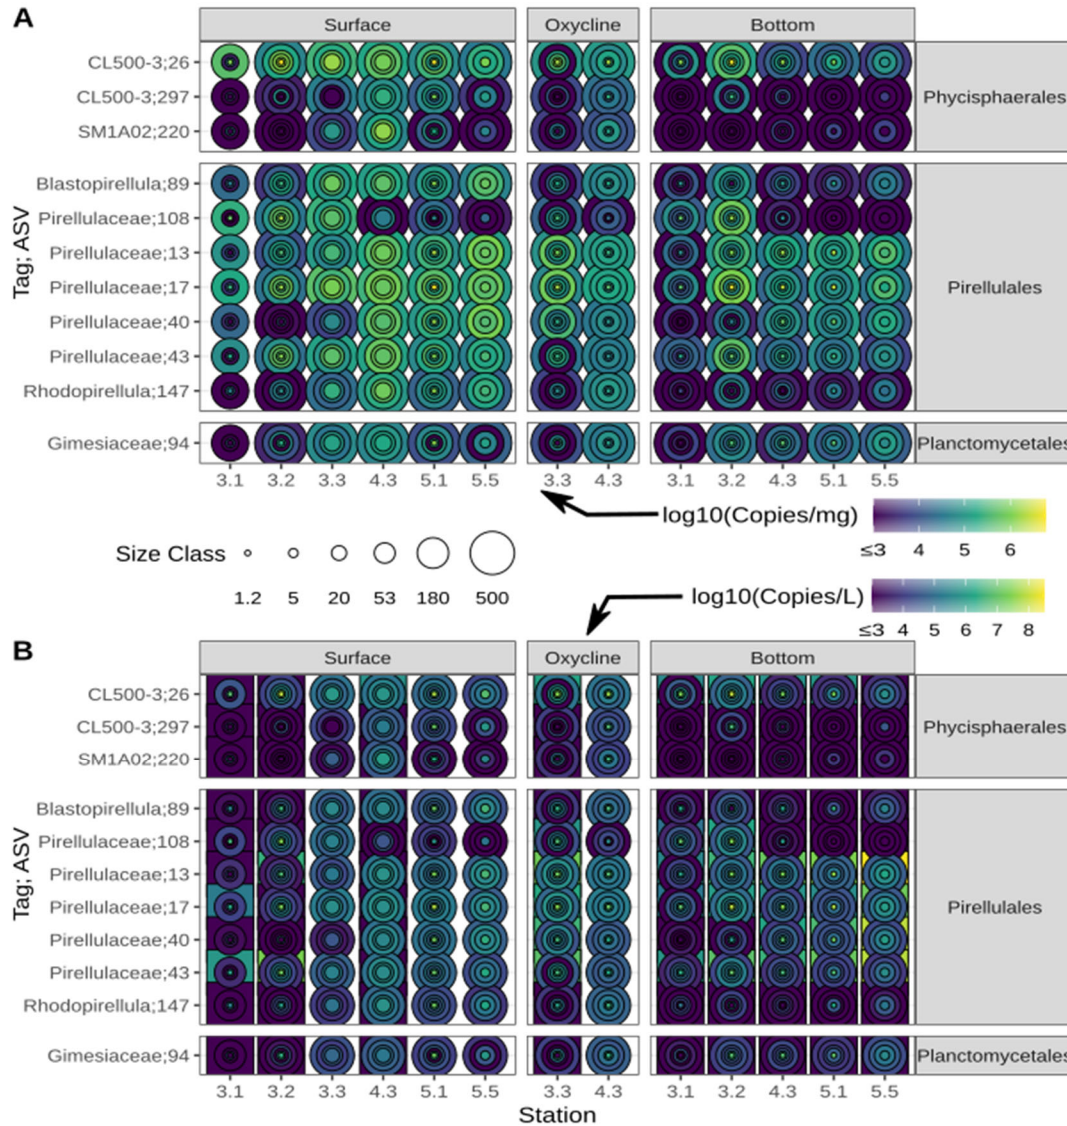 A
Surface Oxycline Bottom
CL500-3;26
CL500-3;297
SM1A02;220
Phycisphaerales
Blastopirellula;89
Pirellulaceae;108
Pirellulaceae;13
Pirellulaceae;17
Pirellulaceae;40
Pirellulaceae;43
Rhodopirellula;147
Pirellulales
Gimesiaceae;94
Planctomycetales
Tag; ASV
3.1 3.2 3.3 4.3 5.1 5.5 3.3 4.3 3.1 3.2 4.3 5.1 5.5
log10(Copies/mg)
≤3 4 5 6
Size Class
1.2 5 20 53 180 500
log10(Copies/L)
≤3 4 5 6 7 8
B
Surface Oxycline Bottom
CL500-3;26
CL500-3;297
SM1A02;220
Phycisphaerales
Blastopirellula;89
Pirellulaceae;108
Pirellulaceae;13
Pirellulaceae;17
Pirellulaceae;40
Pirellulaceae;43
Rhodopirellula;147
Pirellulales
Gimesiaceae;94
Planctomycetales
Tag; ASV
3.1 3.2 3.3 4.3 5.1 5.5 3.3 4.3 3.1 3.2 4.3 5.1 5.5
Station